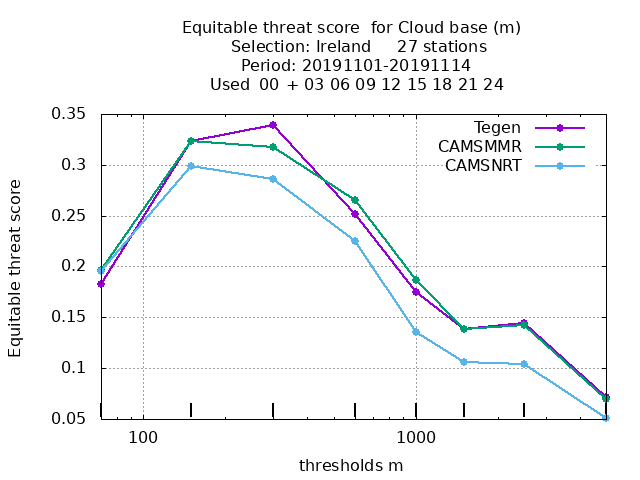 Equitable threat score  for Cloud base (m)
Selection: Ireland     27 stations
Period: 20191101-20191114
Used  00 + 03 06 09 12 15 18 21 24
Tegen
CAMSMMR
CAMSNRT
Equitable threat score
0.35
0.3
0.25
0.2
0.15
0.1
0.05
100 1000
thresholds m